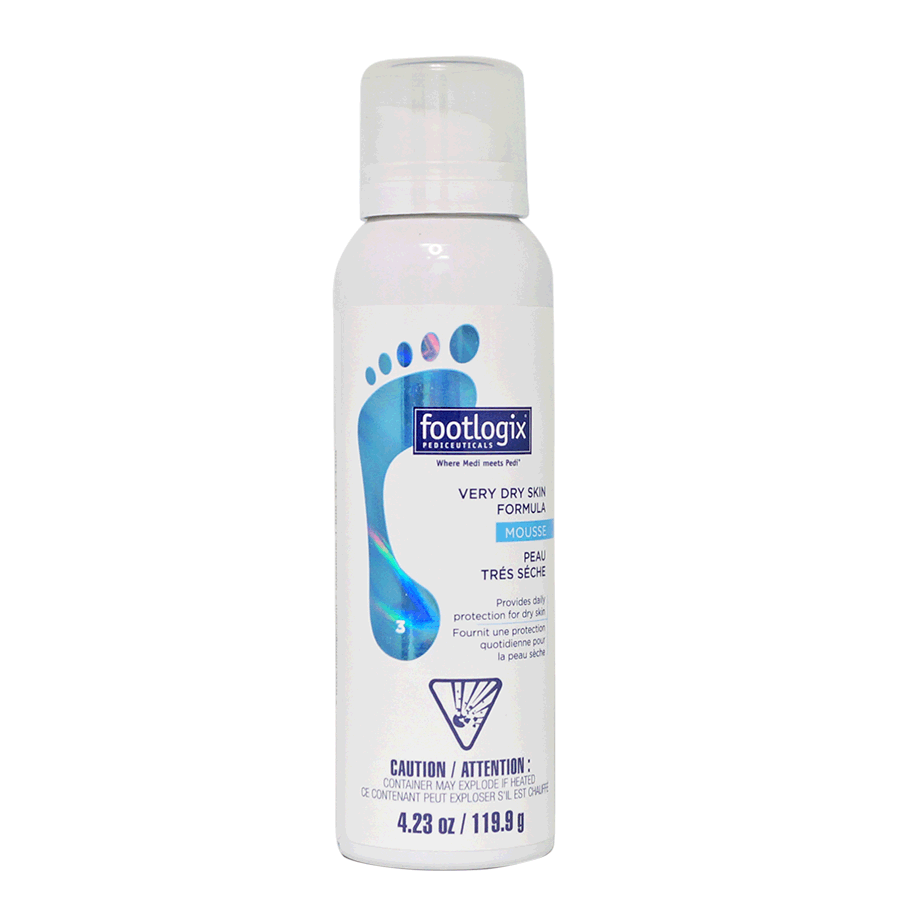 footlogix®
PEDICEUTICALS
Where Medi meets Pedi™
VERY DRY SKIN
FORMULA
MOUSSE
PEAU
TRÉS SÉCHE
Provides daily
protection for dry skin
Fournit une protection
quotidienne pour
la peau sèche
3
CAUTION / ATTENTION :
CONTAINER MAY EXPLODE IF HEATED
CE CONTENANT PEUT EXPLOSER S'IL EST CHAUFFÉ
4.23 oz / 119.9 g